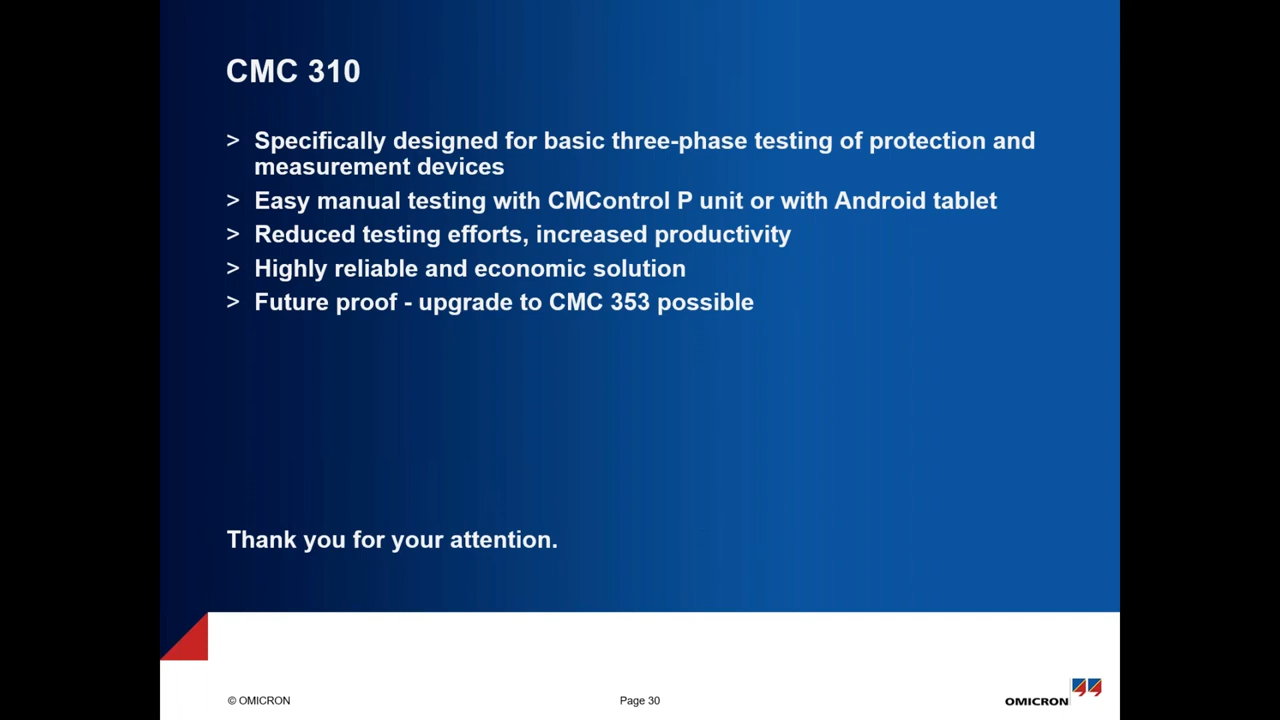 CMC 310
> Specifically designed for basic three-phase testing of protection and
measurement devices
> Easy manual testing with CMControl P unit or with Android tablet
> Reduced testing efforts, increased productivity
> Highly reliable and economic solution
> Future proof - upgrade to CMC 353 possible
Thank you for your attention.
© OMICRON
Page 30
OMICRON